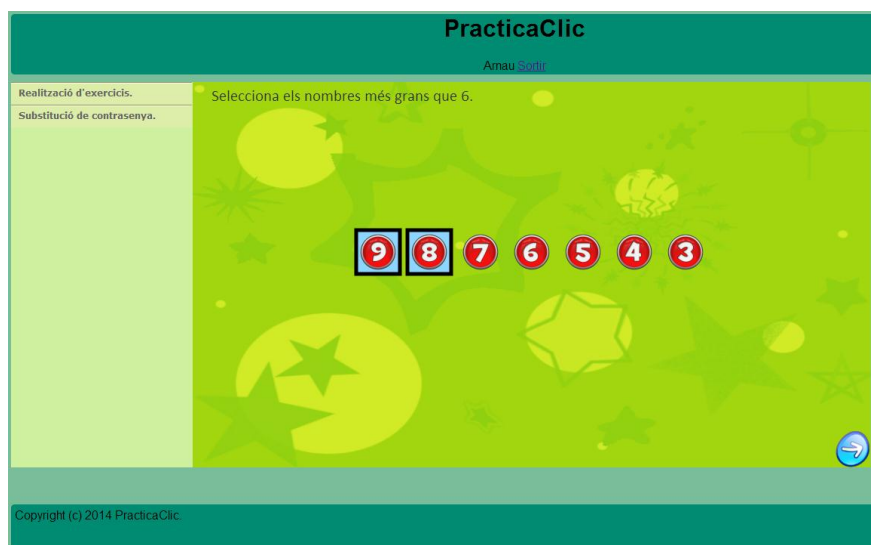 PracticaClic
Arnau Sortir
Realització d'exercicis.
Substitució de contrasenya.
Selecciona els nombres més grans que 6.
9 8 7 6 5 4 3
Copyright (c) 2014 PracticaClic.